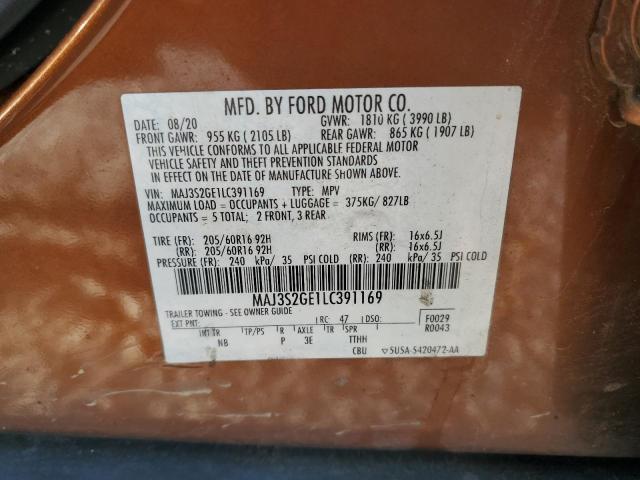 MFD. BY FORD MOTOR CO.
DATE: 08/20 GVWR: 1810 KG ( 3990 LB)
FRONT GAWR: 955 KG ( 2105 LB) REAR GAWR: 865 KG ( 1907 LB)
THIS VEHICLE CONFORMS TO ALL APPLICABLE FEDERAL MOTOR
VEHICLE SAFETY AND THEFT PREVENTION STANDARDS
IN EFFECT ON THE DATE OF MANUFACTURE SHOWN ABOVE.
VIN: MAJ3S2GE1LC391169 TYPE: MPV
MAXIMUM LOAD = OCCUPANTS + LUGGAGE = 375KG/ 827LB
OCCUPANTS = 5 TOTAL; 2 FRONT, 3 REAR
TIRE (FR): 205/60R16 92H RIMS (FR): 16x6.5J
(RR): 205/60R16 92H (RR): 16x6.5J
PRESSURE (FR): 240 kPa/ 35 PSI COLD (RR): 240 kPa/ 35 PSI COLD
MAJ3S2GE1LC391169
TRAILER TOWING - SEE OWNER GUIDE
EXT PNT: RC: 47 DSO: F0029
R0043
INT TR TP/PS R AXLE TR SPR
NB P 3E TTHH
CBU 5USA-5420472-AA